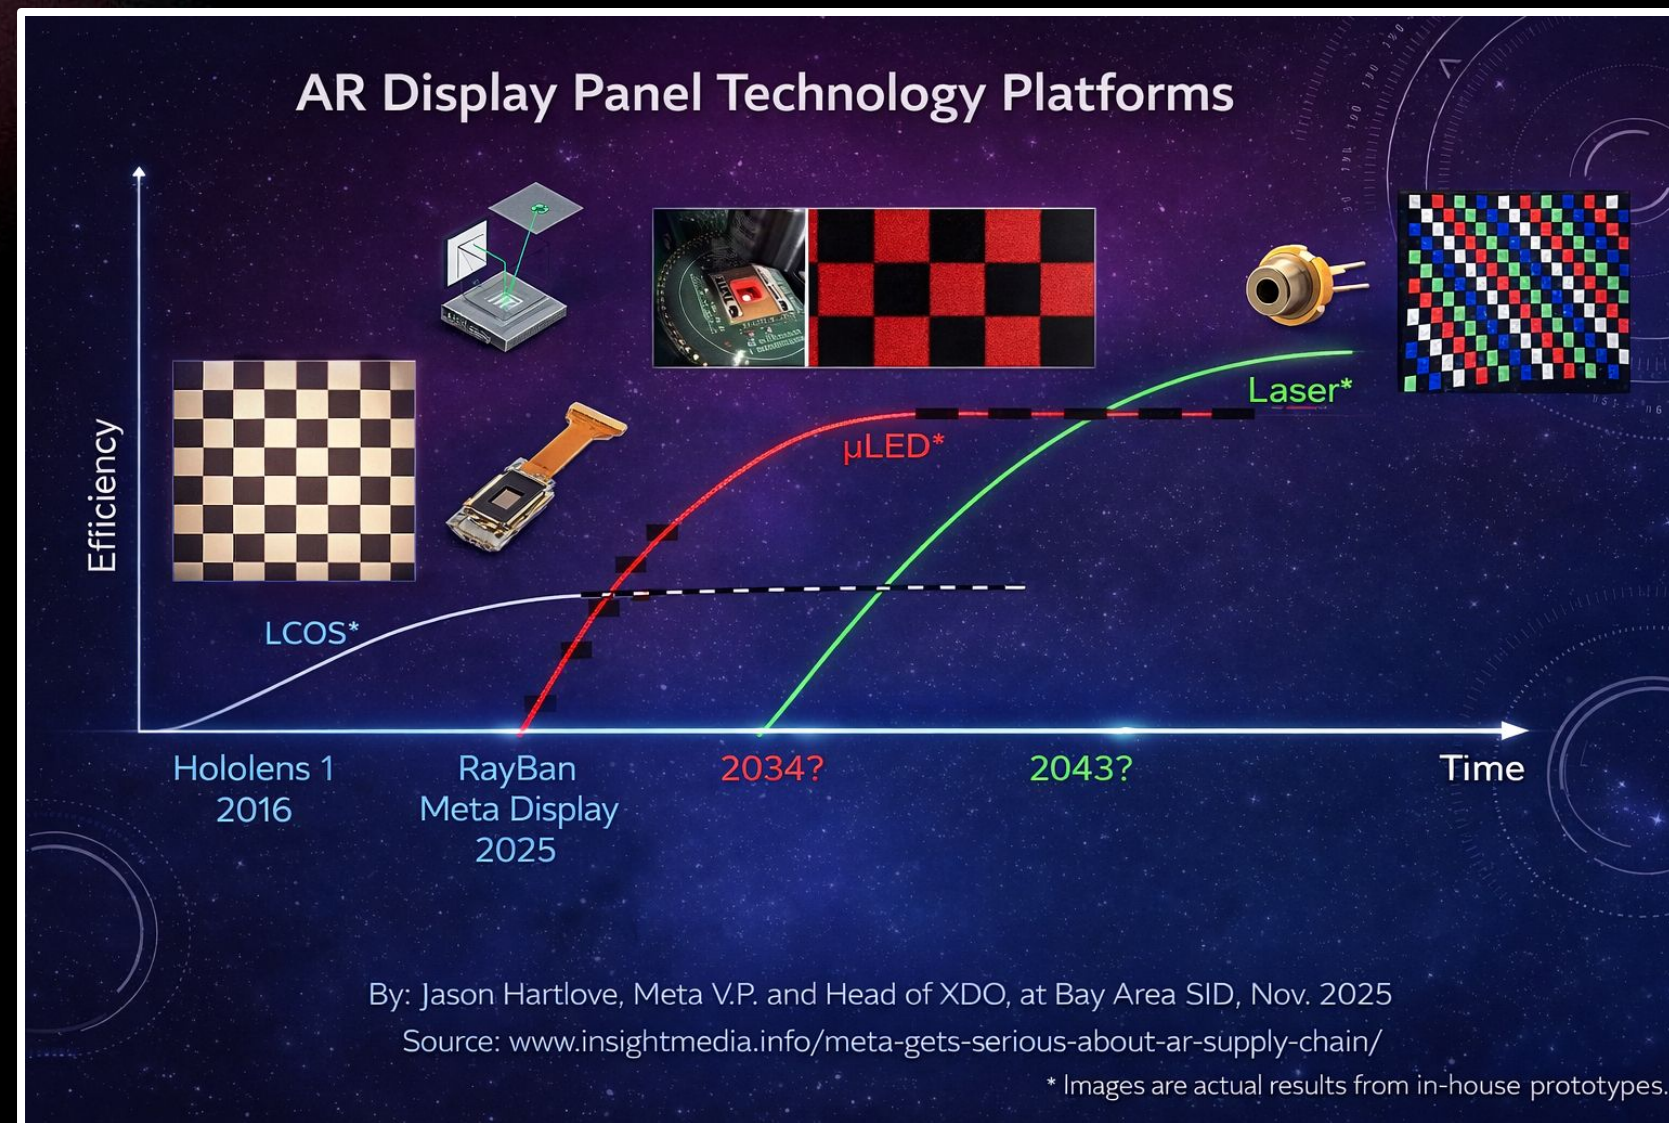 AR Display Panel Technology Platforms
Efficiency
LCOS*
µLED*
Laser*
Hololens 1
2016
RayBan
Meta Display
2025
2034?
2043?
Time
By: Jason Hartlove, Meta V.P. and Head of XDO, at Bay Area SID, Nov. 2025
Source: www.insightmedia.info/meta-gets-serious-about-ar-supply-chain/
* Images are actual results from in-house prototypes.